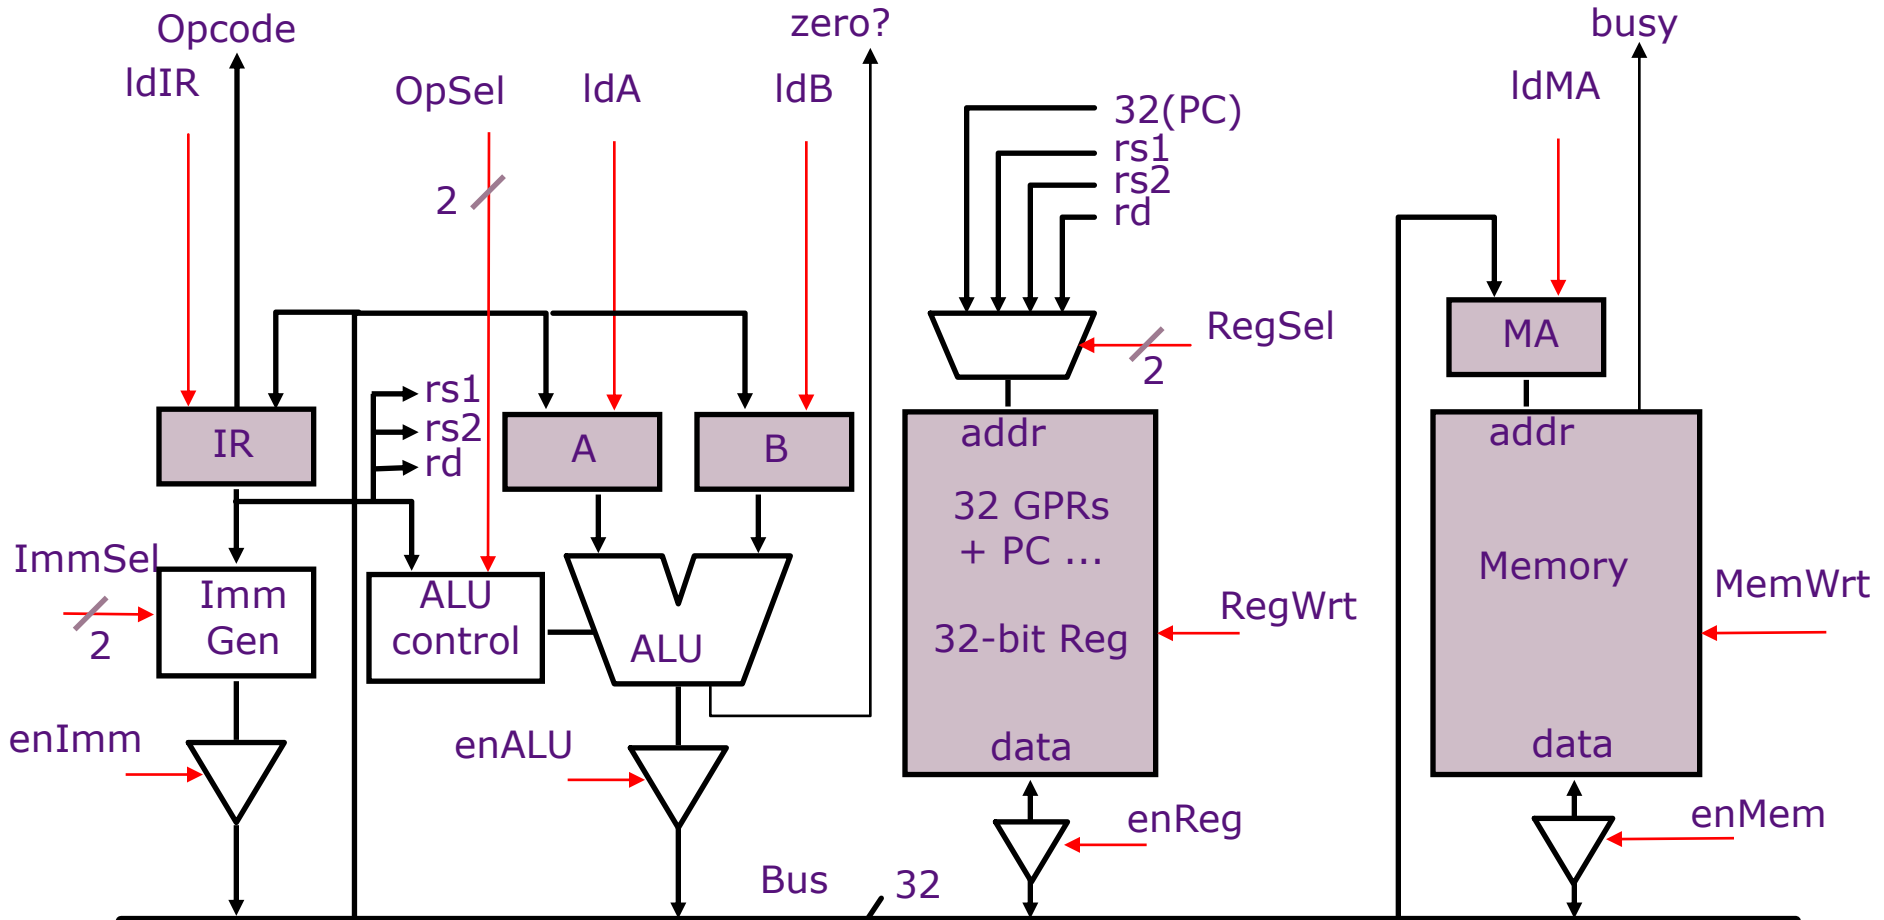 Opcode
zero?
busy
ldIR
OpSel
ldA
ldB
ldMA
32(PC)
rs1
rs2
rd
2
RegSel
2
MA
rs1
rs2
rd
IR
A
B
addr
addr
32 GPRs
+ PC ...
32-bit Reg
data
Memory
data
ImmSel
2
Imm
Gen
ALU
control
ALU
RegWrt
MemWrt
enImm
enALU
enReg
enMem
Bus
32